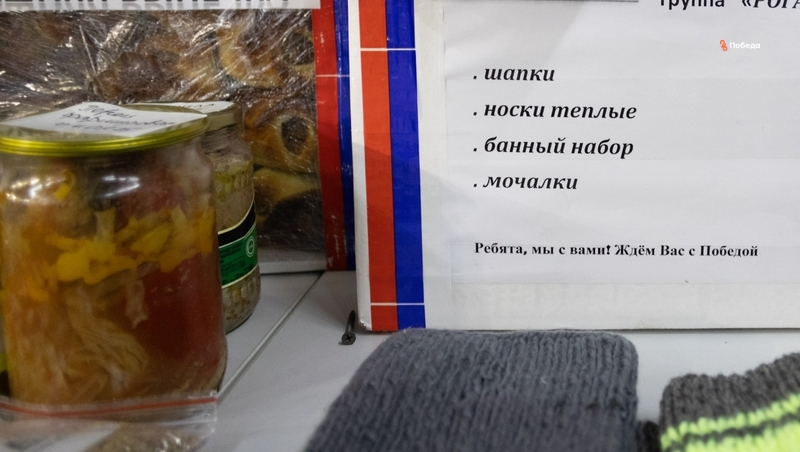 группа «РОГА
Победа
. шапки
. носки теплые
. банный набор
. мочалки
Ребята, мы с вами! Ждём Вас с Победой